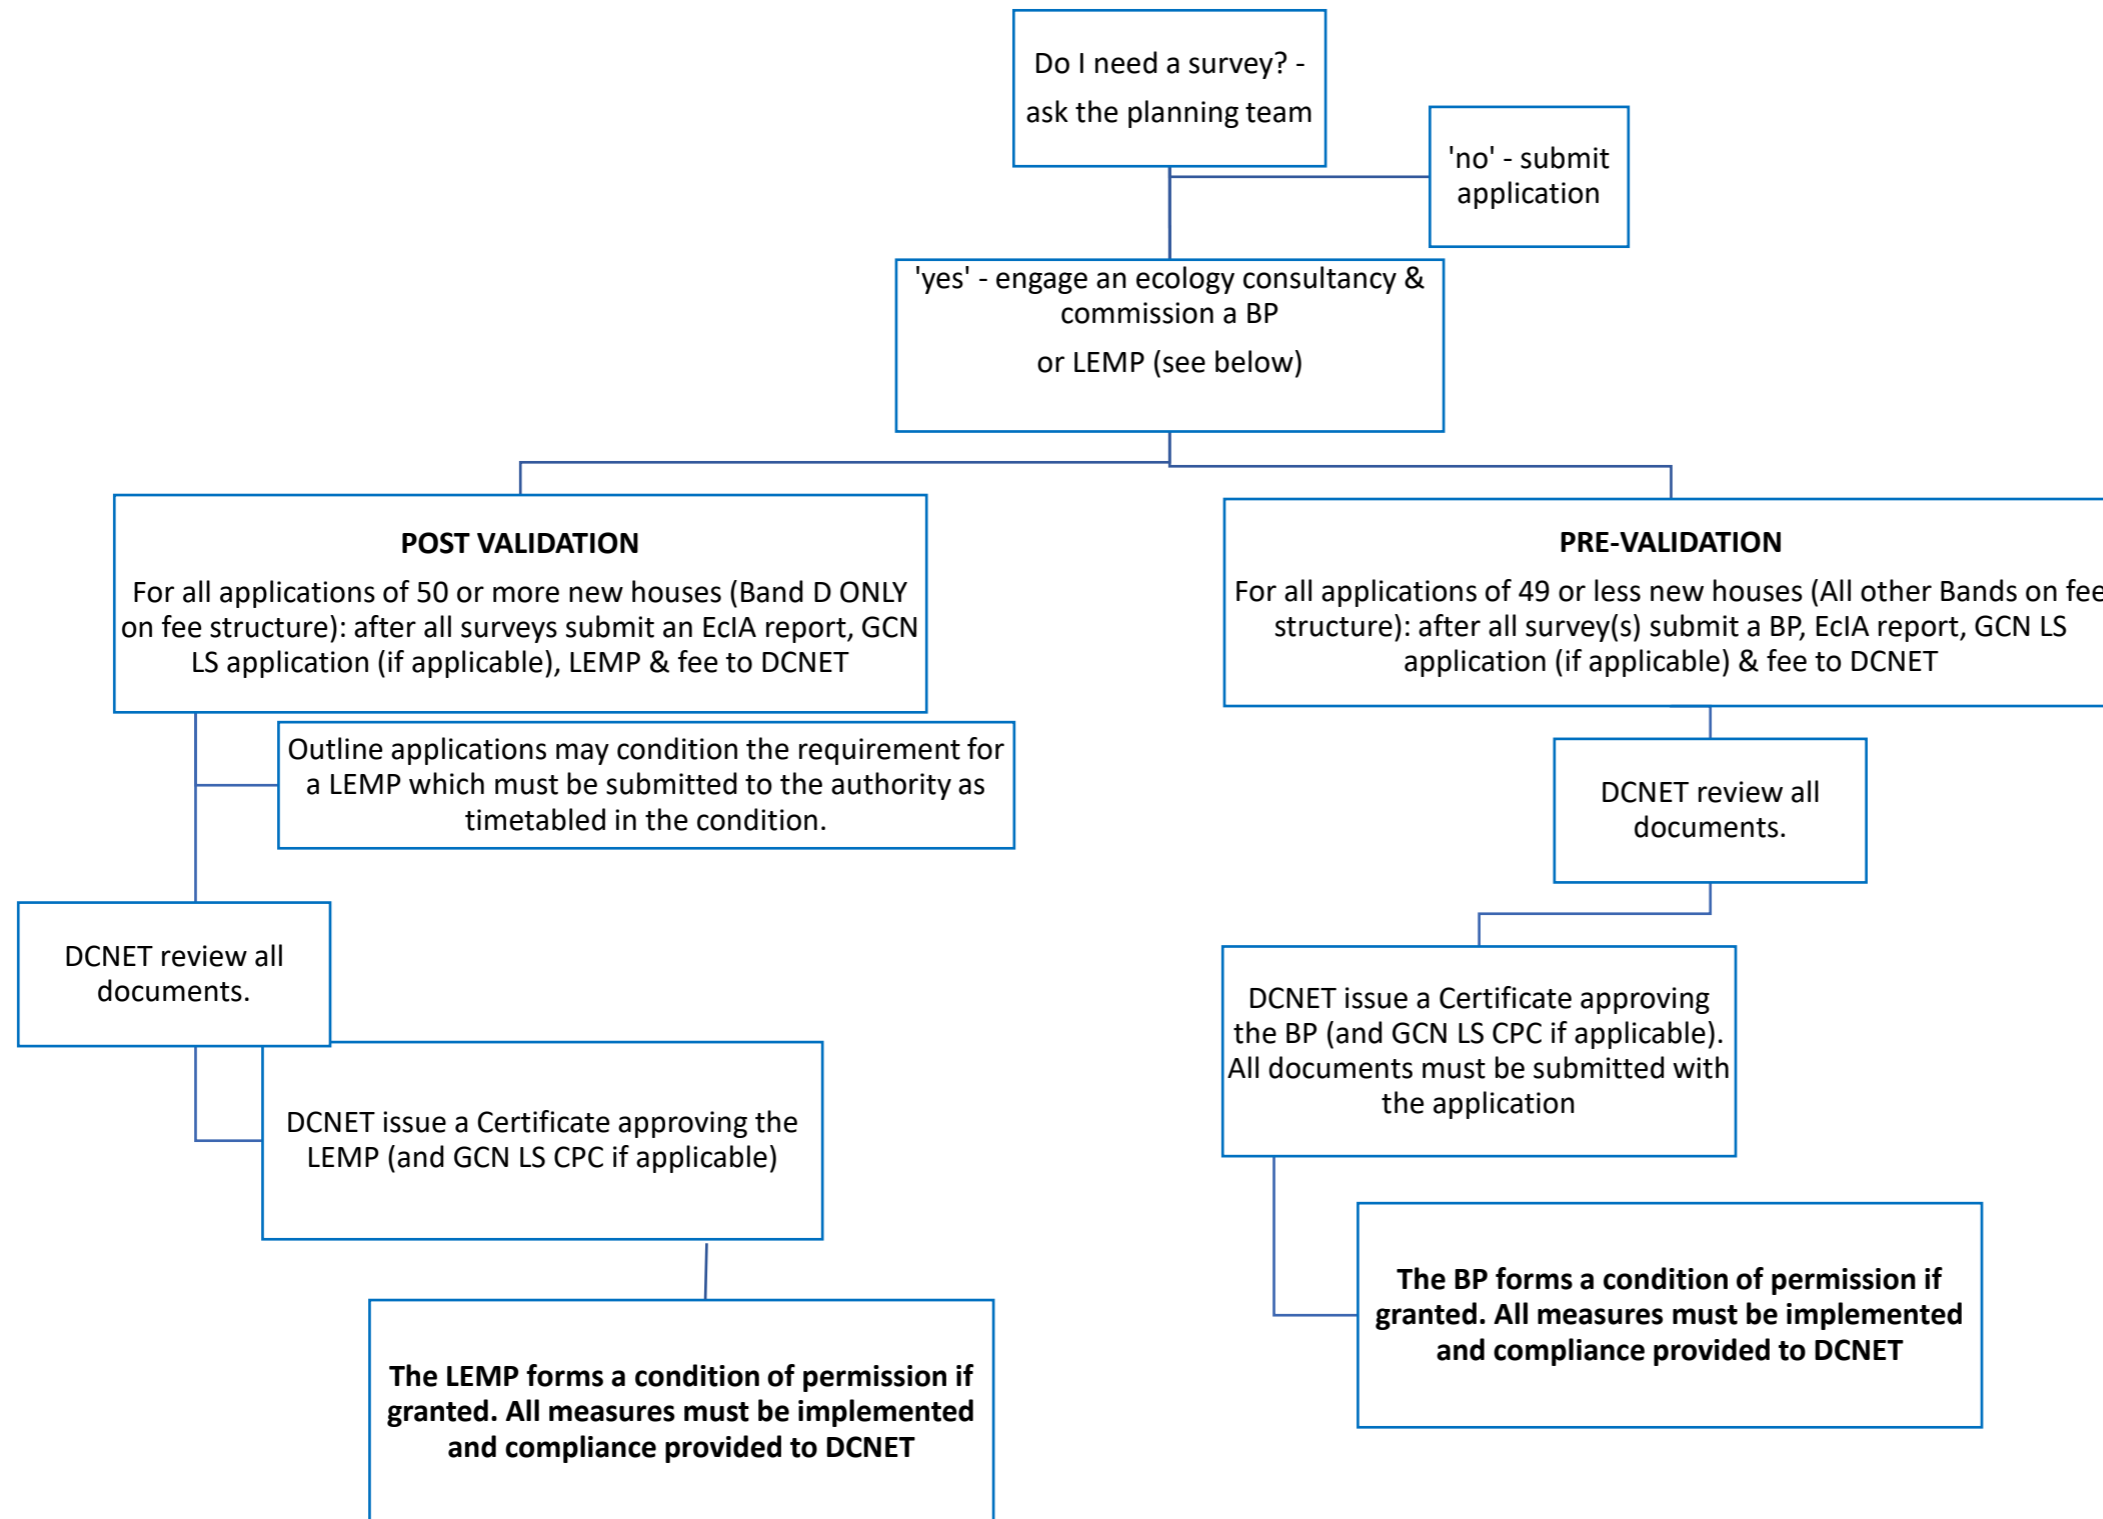 Do I need a survey? -
ask the planning team
'no' - submit
application
'yes' - engage an ecology consultancy &
commission a BP
or LEMP (see below)
POST VALIDATION
For all applications of 50 or more new houses (Band D ONLY
on fee structure): after all surveys submit an EcIA report, GCN
LS application (if applicable), LEMP & fee to DCNET
Outline applications may condition the requirement for
a LEMP which must be submitted to the authority as
timetabled in the condition.
DCNET review all
documents.
DCNET issue a Certificate approving the
LEMP (and GCN LS CPC if applicable)
The LEMP forms a condition of permission if
granted. All measures must be implemented
and compliance provided to DCNET
PRE-VALIDATION
For all applications of 49 or less new houses (All other Bands on fee
structure): after all survey(s) submit a BP, EcIA report, GCN LS
application (if applicable) & fee to DCNET
DCNET review all
documents.
DCNET issue a Certificate approving
the BP (and GCN LS CPC if applicable).
All documents must be submitted with
the application
The BP forms a condition of permission if
granted. All measures must be implemented
and compliance provided to DCNET